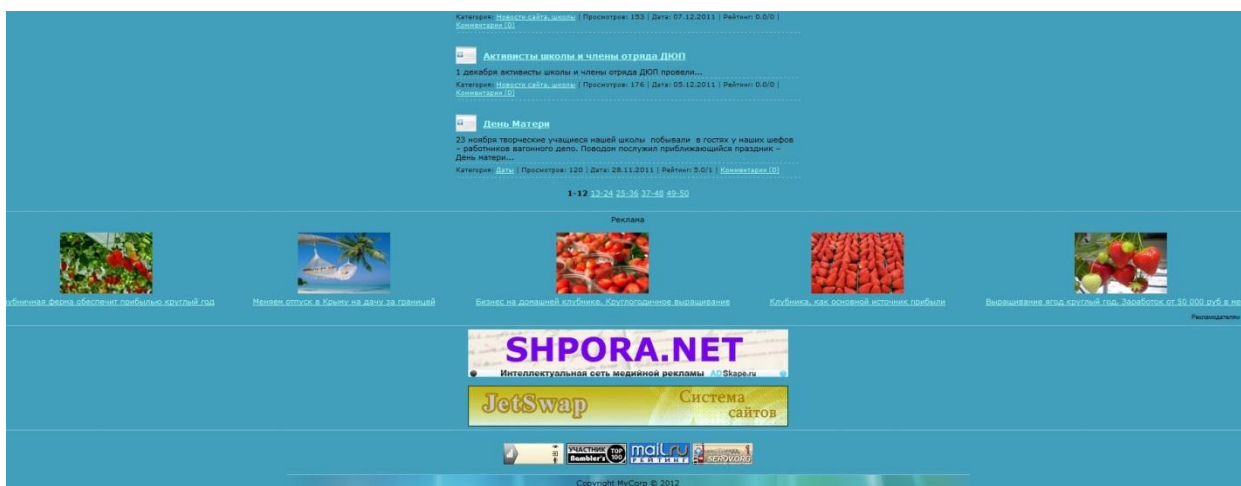 Категория: Новости сайта, школы | Просмотров: 153 | Дата: 07.12.2011 | Рейтинг: 0.0/0 |
Комментарии (0)
Активисты школы и члены отряда ДЮП
1 декабря активисты школы и члены отряда ДЮП провели...
Категория: Новости сайта, школы | Просмотров: 176 | Дата: 05.12.2011 | Рейтинг: 0.0/0 |
Комментарии (0)
День Матери
23 ноября творческие учащиеся нашей школы побывали в гостях у наших шефов
– работников вагонного депо. Поводом послужил приближающийся праздник –
День матери...
Категория: Даты | Просмотров: 120 | Дата: 28.11.2011 | Рейтинг: 5.0/1 | Комментарии (0)
1-12 13-24 25-36 37-48 49-50
Реклама
убничная ферма обеспечит прибылью круглый год
Меняем отпуск в Крыму на дачу за границей
Бизнес на домашней клубнике. Круглогодичное выращивание
Клубника, как основной источник прибыли
Выращивание ягод круглый год. Заработок от 50 000 руб в ме
Рекламодателям
SHPORA.NET
Интеллектуальная сеть медийной рекламы ADSkape.ru
JetSwap
Система
сайтов
УЧАСТНИК TOP 100
Rambler's
mail.ru
РЕЙТИНГ
SEROV.ORG
Copyright MyCorp © 2012